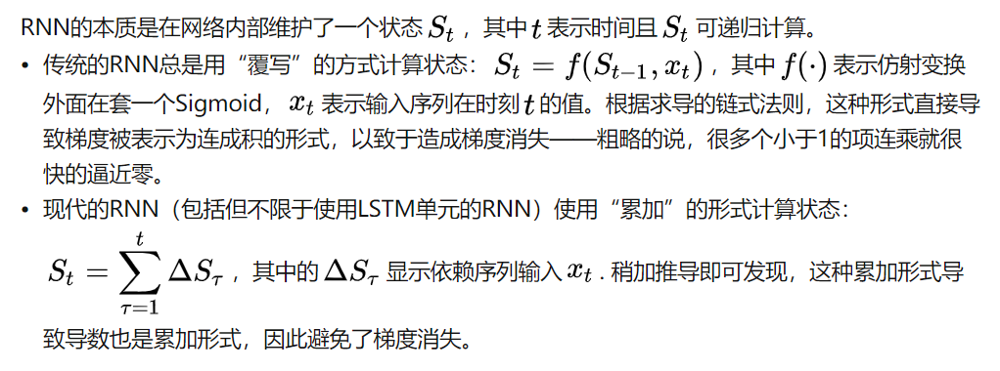 RNN的本质是在网络内部维护了一个状态 $S_t$ ，其中 $t$ 表示时间且 $S_t$ 可递归计算。
• 传统的RNN总是用“覆写”的方式计算状态： $S_t = f(S_{t-1}, x_t)$ ，其中 $f(\cdot)$ 表示仿射变换
外面在套一个Sigmoid， $x_t$ 表示输入序列在时刻 $t$ 的值。根据求导的链式法则，这种形式直接导
致梯度被表示为连成积的形式，以致于造成梯度消失——粗略的说，很多个小于1的项连乘就很
快的逼近零。
• 现代的RNN（包括但不限于使用LSTM单元的RNN）使用“累加”的形式计算状态：
$S_t = \sum_{\tau=1}^{t} \Delta S_\tau$ ，其中的 $\Delta S_\tau$ 显示依赖序列输入 $x_t$ . 稍加推导即可发现，这种累加形式导
致导数也是累加形式，因此避免了梯度消失。